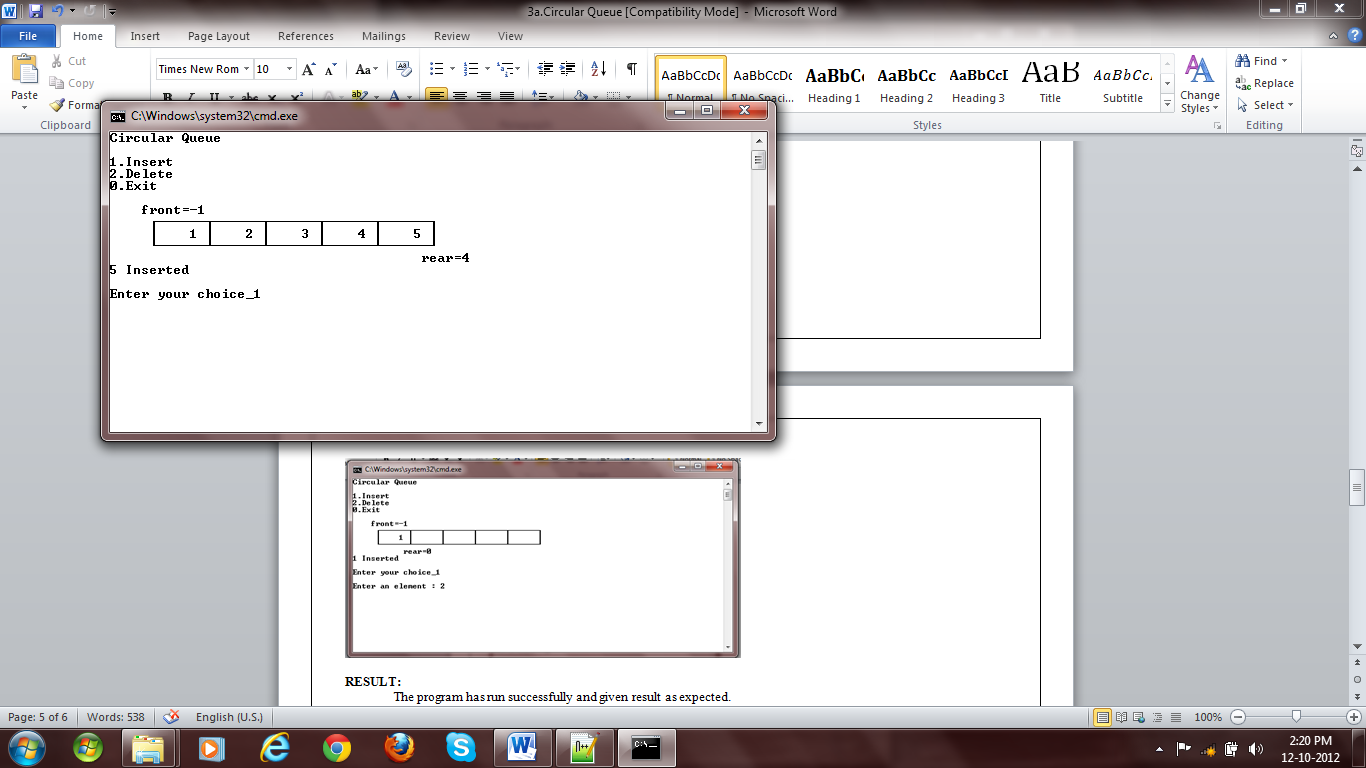 3a.Circular Queue [Compatibility Mode] - Microsoft Word
File Home Insert Page Layout References Mailings Review View
Paste
Cut
Copy
Forma
Clipboard
Times New Rom 10
AaBbCcDc AaBbCcDc AaBbCc AaBbCc AaBbCcI AaB AaBbCcI
¶ Normal ¶ No Spaci... Heading 1 Heading 2 Heading 3 Title Subtitle
Change
Styles
Styles
Find
Replace
Select
Editing
C:\Windows\system32\cmd.exe
Circular Queue
1.Insert
2.Delete
0.Exit
front=-1
1 2 3 4 5
rear=4
5 Inserted
Enter your choice_1
C:\Windows\system32\cmd.exe
Circular Queue
1.Insert
2.Delete
0.Exit
front=-1
1
rear=0
1 Inserted
Enter your choice_1
Enter an element : 2
RESULT:
The program has run successfully and given result as expected.
Page: 5 of 6 Words: 538 English (U.S.) 100%
2:20 PM
12-10-2012